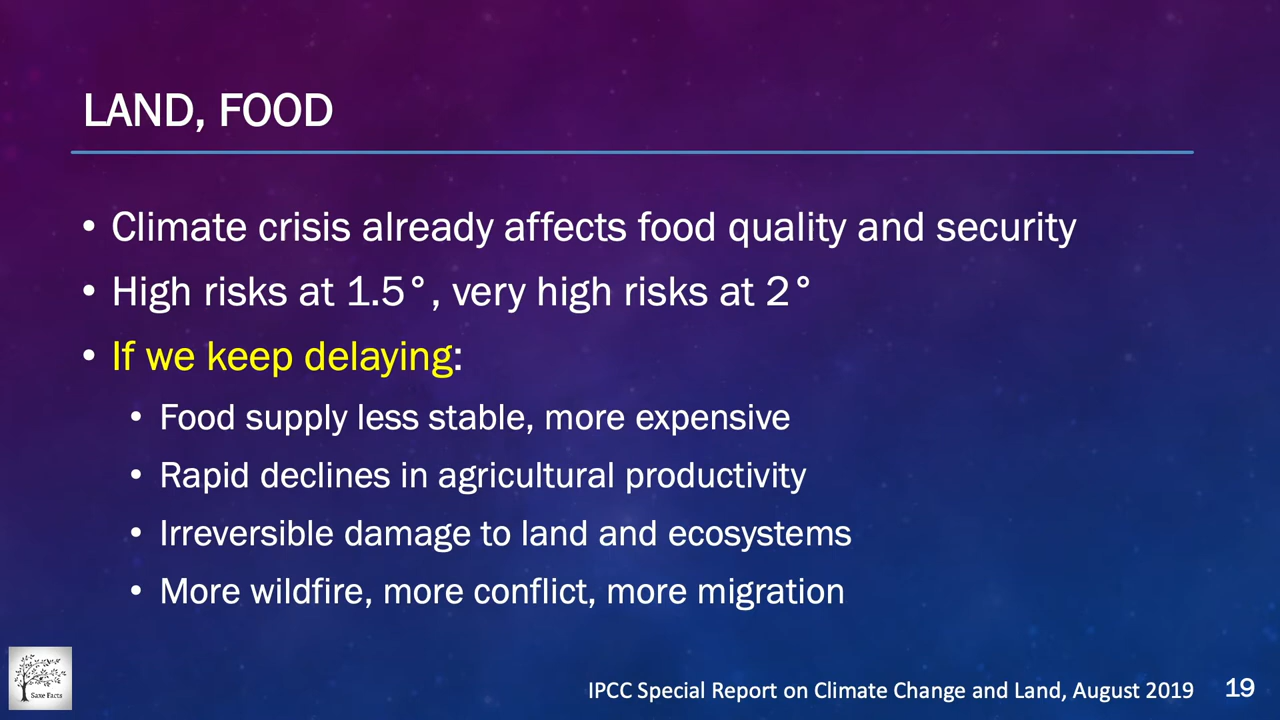 LAND, FOOD
• Climate crisis already affects food quality and security
• High risks at 1.5°, very high risks at 2°
• If we keep delaying:
• Food supply less stable, more expensive
• Rapid declines in agricultural productivity
• Irreversible damage to land and ecosystems
• More wildfire, more conflict, more migration
Saxe Facts
IPCC Special Report on Climate Change and Land, August 2019 19